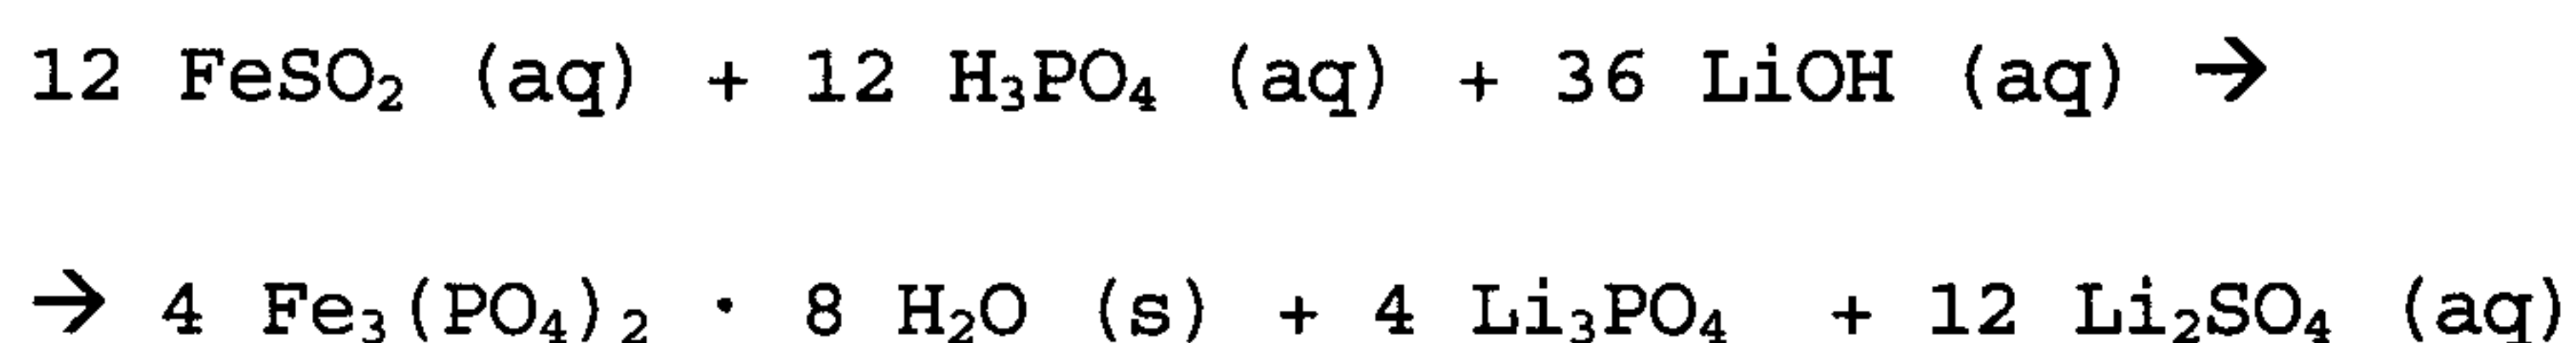 12 FeSO₂ (aq) + 12 H₃PO₄ (aq) + 36 LiOH (aq) →
→ 4 Fe₃(PO₄)₂ · 8 H₂O (s) + 4 Li₃PO₄ + 12 Li₂SO₄ (aq)